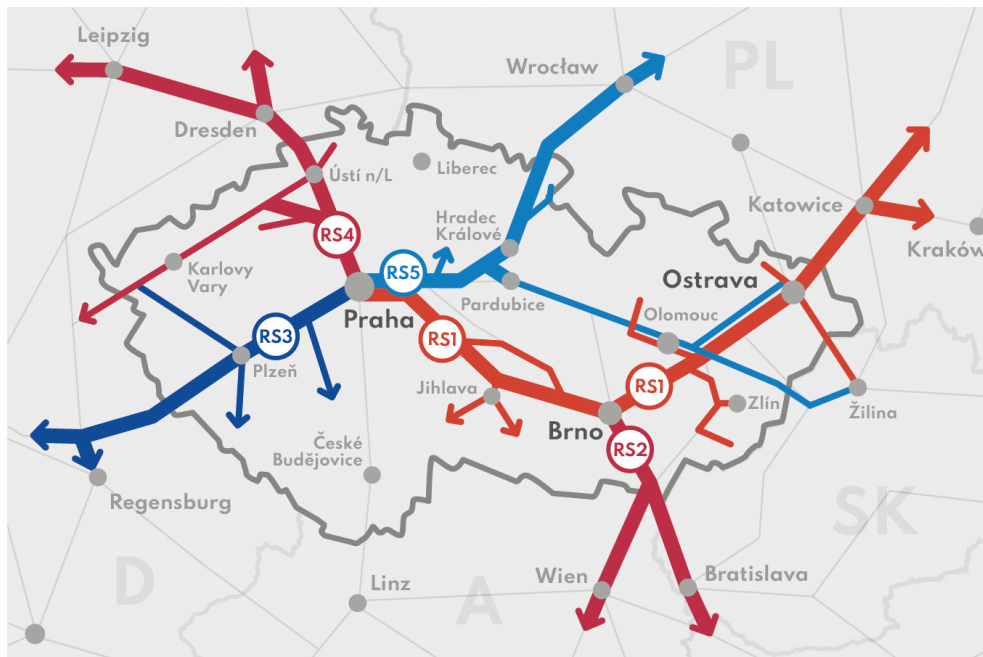 Leipzig
Wrocław
PL
Dresden
Liberec
Ústí n/L
Katowice
Hradec
Králové
RS4
Kraków
Karlovy
Vary
RS5
Ostrava
Pardubice
Praha
Olomouc
RS3
RS1
Plzeň
Jihlava
RS1
Zlín
Žilina
Brno
České
Budějovice
RS2
Regensburg
SK
D
Linz
A
Wien
Bratislava